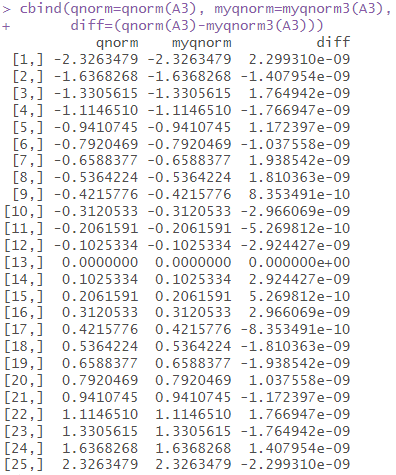 > cbind(qnorm=qnorm(A3), myqnorm=myqnorm3(A3),
+ diff=(qnorm(A3)-myqnorm3(A3)))
qnorm myqnorm diff
[1,] -2.3263479 -2.3263479 2.299310e-09
[2,] -1.6368268 -1.6368268 -1.407954e-09
[3,] -1.3305615 -1.3305615 1.764942e-09
[4,] -1.1146510 -1.1146510 -1.766947e-09
[5,] -0.9410745 -0.9410745 1.172397e-09
[6,] -0.7920469 -0.7920469 -1.037558e-09
[7,] -0.6588377 -0.6588377 1.938542e-09
[8,] -0.5364224 -0.5364224 1.810363e-09
[9,] -0.4215776 -0.4215776 8.353491e-10
[10,] -0.3120533 -0.3120533 -2.966069e-09
[11,] -0.2061591 -0.2061591 -5.269812e-10
[12,] -0.1025334 -0.1025334 -2.924427e-09
[13,] 0.0000000 0.0000000 0.000000e+00
[14,] 0.1025334 0.1025334 2.924427e-09
[15,] 0.2061591 0.2061591 5.269812e-10
[16,] 0.3120533 0.3120533 2.966069e-09
[17,] 0.4215776 0.4215776 -8.353491e-10
[18,] 0.5364224 0.5364224 -1.810363e-09
[19,] 0.6588377 0.6588377 -1.938542e-09
[20,] 0.7920469 0.7920469 1.037558e-09
[21,] 0.9410745 0.9410745 -1.172397e-09
[22,] 1.1146510 1.1146510 1.766947e-09
[23,] 1.3305615 1.3305615 -1.764942e-09
[24,] 1.6368268 1.6368268 1.407954e-09
[25,] 2.3263479 2.3263479 -2.299310e-09